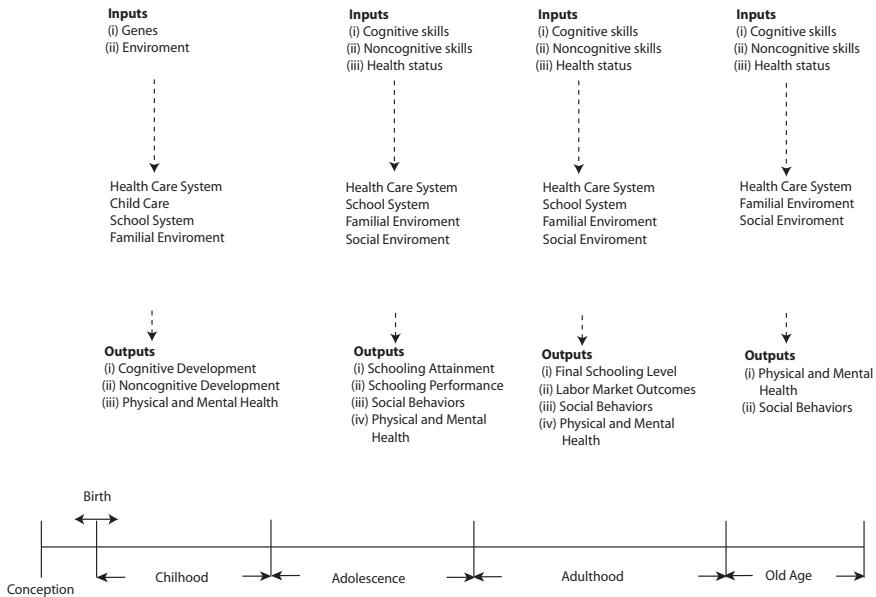 Inputs
(i) Genes
(ii) Enviroment
Health Care System
Child Care
School System
Familial Enviroment
Outputs
(i) Cognitive Development
(ii) Noncognitive Development
(iii) Physical and Mental Health
Inputs
(i) Cognitive skills
(ii) Noncognitive skills
(iii) Health status
Health Care System
School System
Familial Enviroment
Social Enviroment
Outputs
(i) Schooling Attainment
(ii) Schooling Performance
(iii) Social Behaviors
(iv) Physical and Mental
Health
Inputs
(i) Cognitive skills
(ii) Noncognitive skills
(iii) Health status
Health Care System
School System
Familial Enviroment
Social Enviroment
Outputs
(i) Final Schooling Level
(ii) Labor Market Outcomes
(iii) Social Behaviors
(iv) Physical and Mental
Health
Inputs
(i) Cognitive skills
(ii) Noncognitive skills
(iii) Health status
Health Care System
Familial Enviroment
Social Enviroment
Outputs
(i) Physical and Mental
Health
(ii) Social Behaviors
Birth
Conception
Chilhood
Adolescence
Adulthood
Old Age